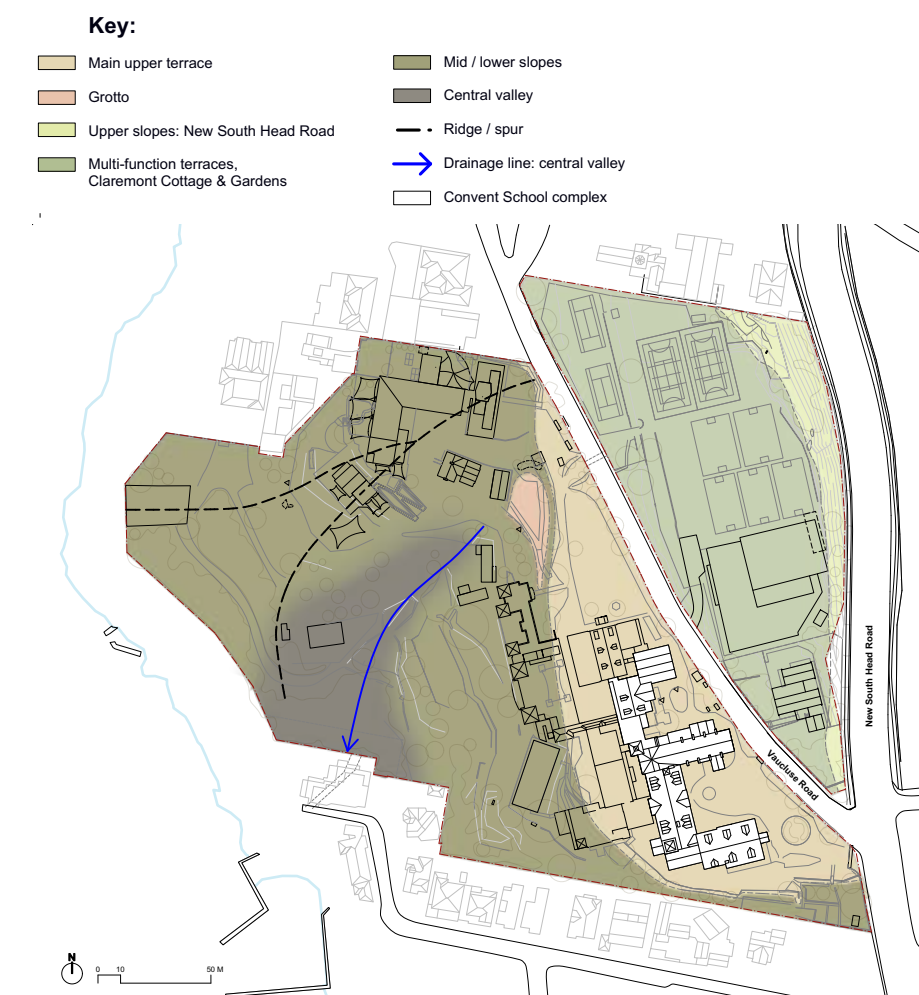 Key:
Main upper terrace
Grotto
Upper slopes: New South Head Road
Multi-function terraces,
Claremont Cottage & Gardens
Mid / lower slopes
Central valley
Ridge / spur
Drainage line: central valley
Convent School complex
New South Head Road
Vaucluse Road
N
0 10 50 M